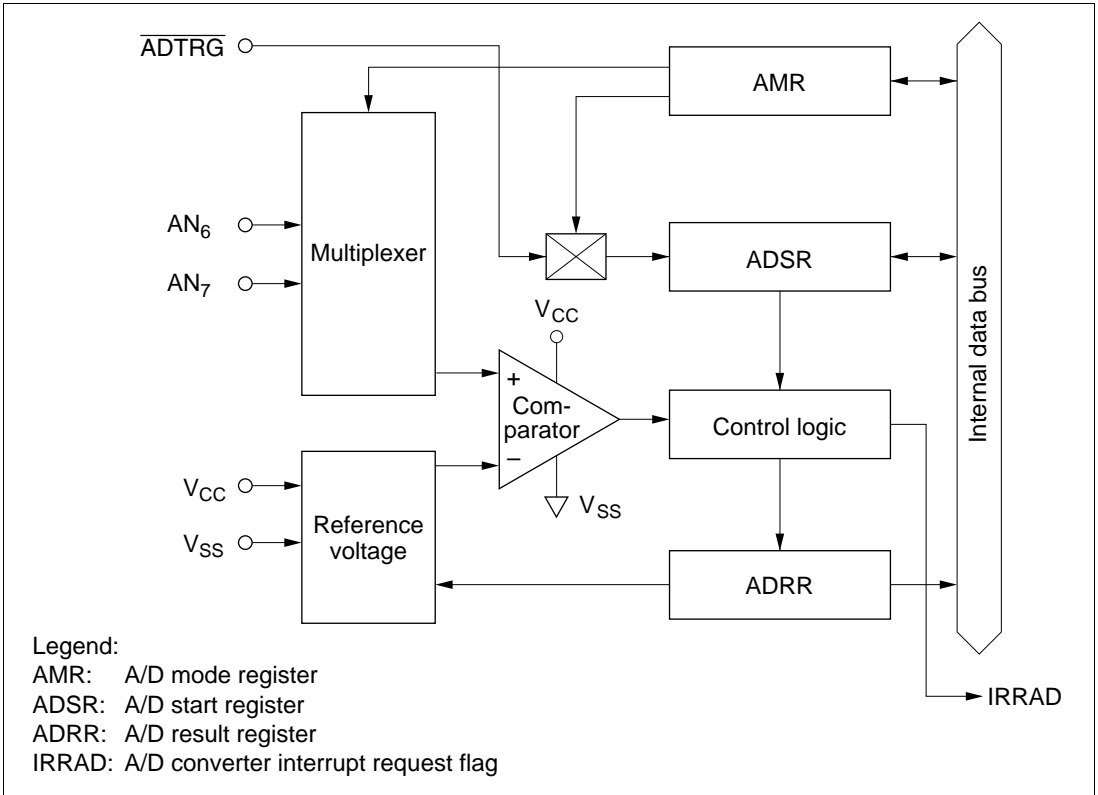 ADTRG
AMR
AN6
Multiplexer
ADSR
AN7
VCC
Internal data bus
+
Com-
parator
−
Control logic
VCC
VSS
VSS
Reference
voltage
ADRR
Legend:
AMR: A/D mode register
ADSR: A/D start register
ADRR: A/D result register
IRRAD: A/D converter interrupt request flag
IRRAD